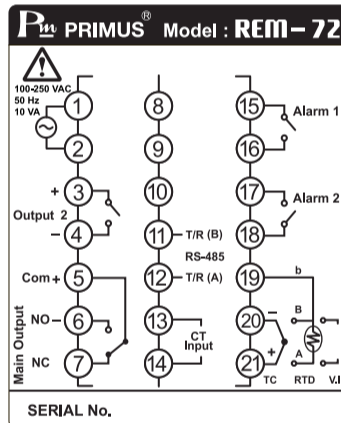 Pm PRIMUS® Model : REM-72
100-250 VAC
50 Hz
10 VA
1
2
+ 3
Output 2
- 4
Com + 5
Main Output
NO - 6
NC 7
8
9
10
11 T/R (B)
RS-485
12 T/R (A)
13
CT
Input
14
15
Alarm 1
16
17
Alarm 2
18
19 b
20 - B
21 + A
TC RTD
SERIAL No.